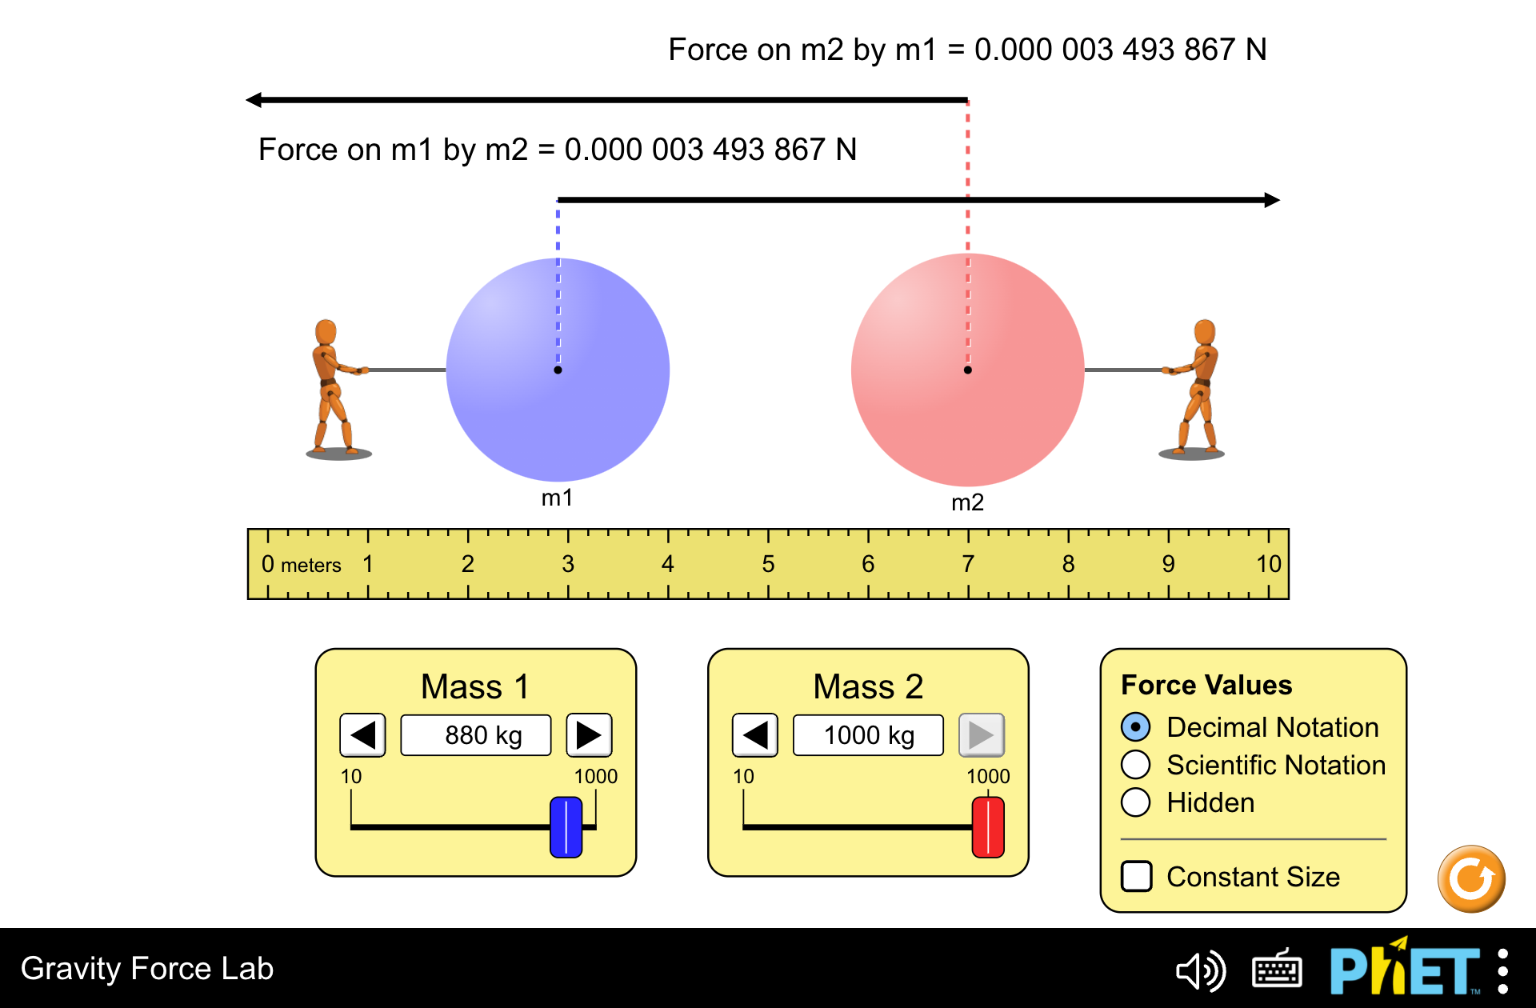 Force on m2 by m1 = 0.000 003 493 867 N
Force on m1 by m2 = 0.000 003 493 867 N
m1
m2
0 meters 1 2 3 4 5 6 7 8 9 10
Mass 1
880 kg
10 1000
Mass 2
1000 kg
10 1000
Force Values
Decimal Notation
Scientific Notation
Hidden
Constant Size
Gravity Force Lab
PhET™